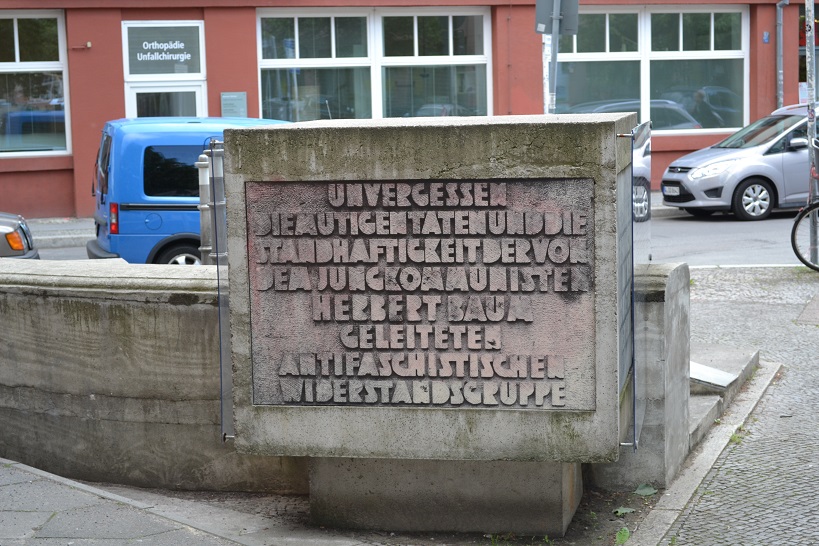 Orthopädie
Unfallchirurgie
UNVERGESSEN
DIE MUTIGEN TATEN UND DIE
STANDHAFTIGKEIT DER VON
DEM JUNGKOMMUNISTEN
HERBERT BAUM
GELEITETEN
ANTIFASCHISTISCHEN
WIDERSTANDSGRUPPE